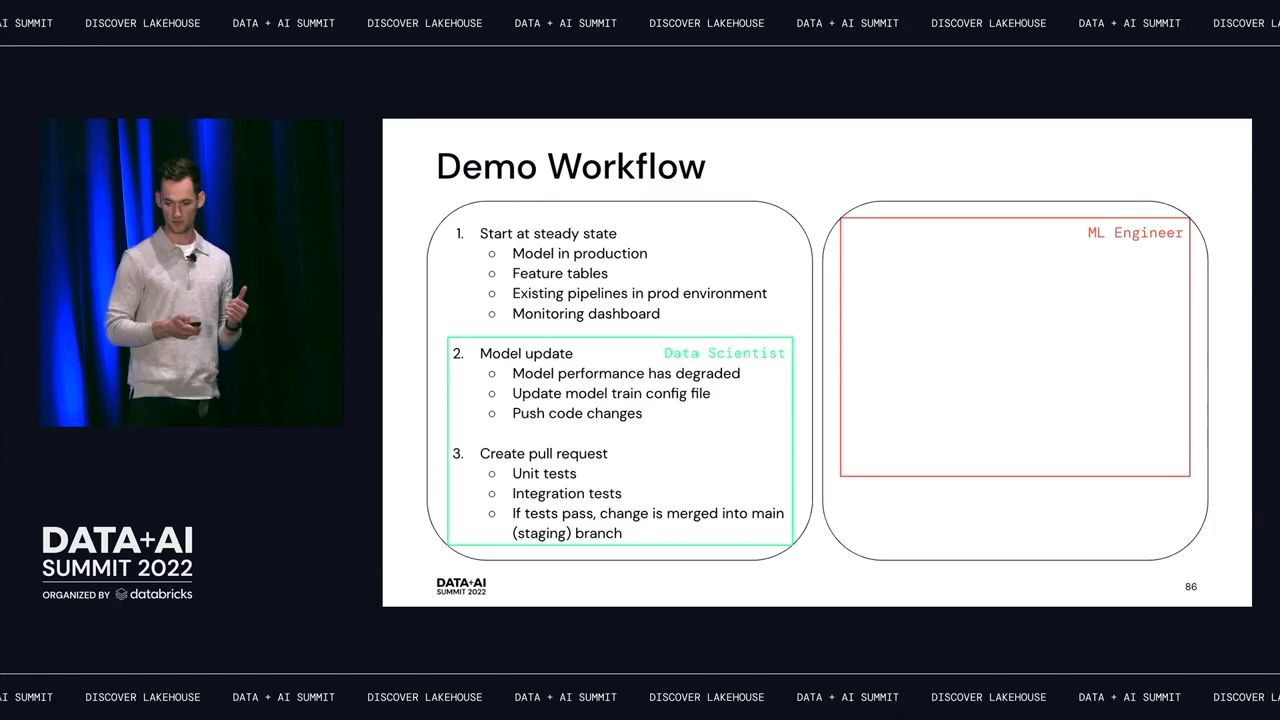 AI SUMMIT DISCOVER LAKEHOUSE DATA + AI SUMMIT DISCOVER LAKEHOUSE DATA + AI SUMMIT DISCOVER LAKEHOUSE DATA + AI SUMMIT DISCOVER LAKEHOUSE DATA + AI SUMMIT DISCOVER
Demo Workflow
1. Start at steady state
○ Model in production
○ Feature tables
○ Existing pipelines in prod environment
○ Monitoring dashboard
2. Model update Data Scientist
○ Model performance has degraded
○ Update model train config file
○ Push code changes
3. Create pull request
○ Unit tests
○ Integration tests
○ If tests pass, change is merged into main
(staging) branch
ML Engineer
DATA+AI
SUMMIT 2022
86
DATA+AI
SUMMIT 2022
ORGANIZED BY databricks
AI SUMMIT DISCOVER LAKEHOUSE DATA + AI SUMMIT DISCOVER LAKEHOUSE DATA + AI SUMMIT DISCOVER LAKEHOUSE DATA + AI SUMMIT DISCOVER LAKEHOUSE DATA + AI SUMMIT DISCOVER